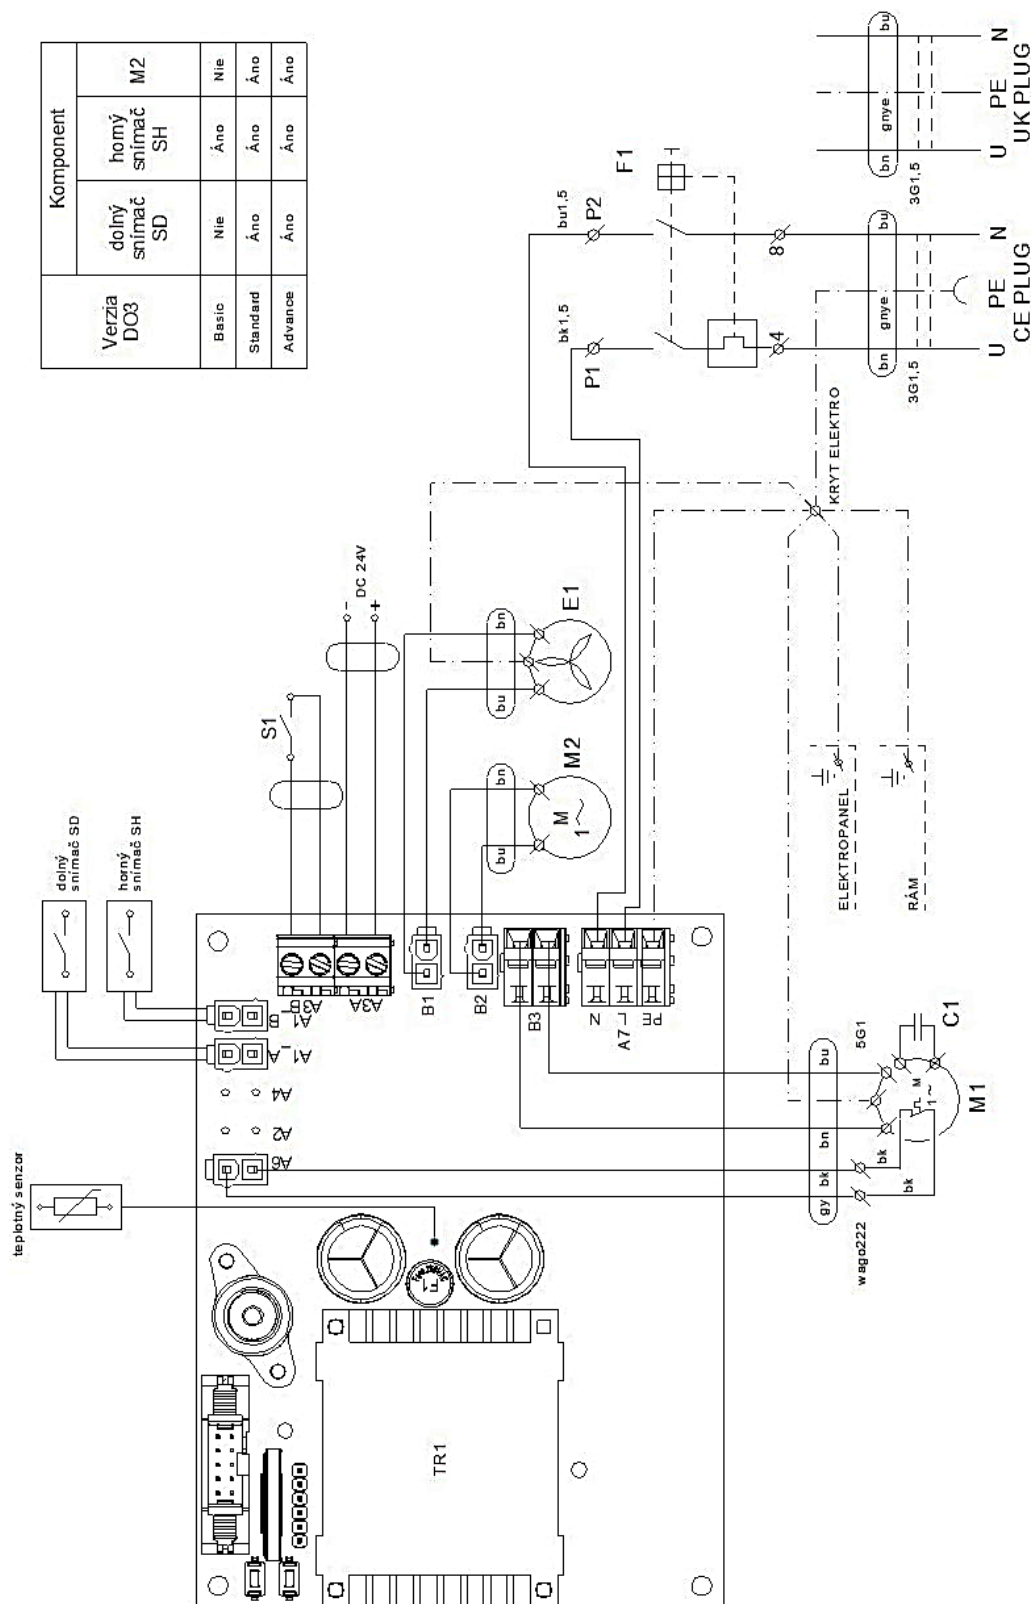 Komponent
Verzia
DO3
dolný
snímač
SD
horný
snímač
SH
M2
Basic
Nie
Áno
Nie
Standard
Áno
Áno
Áno
Advance
Áno
Áno
Áno
teplotný senzor
dolný
snímač SD
horný
snímač SH
S1
DC 24V
-
+
A6
A2
A4
A1_A
A1_B
A3B
A3A
B1
B2
B3
N
L
PE
A7
TR1
F1
bu
bn
M
1~
M2
bu
bn
E1
bk1,5
bu1,5
P1
P2
F1
4
8
bn
gnye
bu
3G1,5
U
PE
N
CE PLUG
bn
gnye
bu
3G1,5
U
PE
N
UK PLUG
KRYT ELEKTRO
ELEKTROPANEL
RÁM
gy
bk
bn
bu
5G1
wago222
bk
bk
M
1~
M1
C1